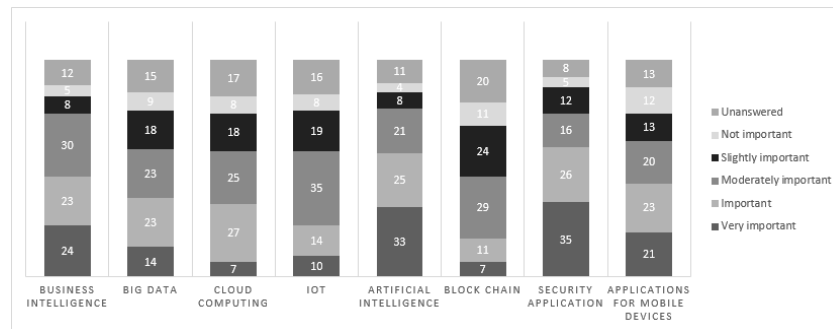 12 15 17 16 11 20 8 13
5 9 8 8 4 11 5 12
8 18 18 19 8 24 12 13
30 23 25 35 21 29 16 20
23 23 27 14 25 11 26 23
24 14 7 10 33 7 35 21
BUSINESS INTELLIGENCE
BIG DATA
CLOUD COMPUTING
IOT
ARTIFICIAL INTELLIGENCE
BLOCK CHAIN
SECURITY APPLICATION
APPLICATIONS FOR MOBILE DEVICES
Unanswered
Not important
Slightly important
Moderately important
Important
Very important